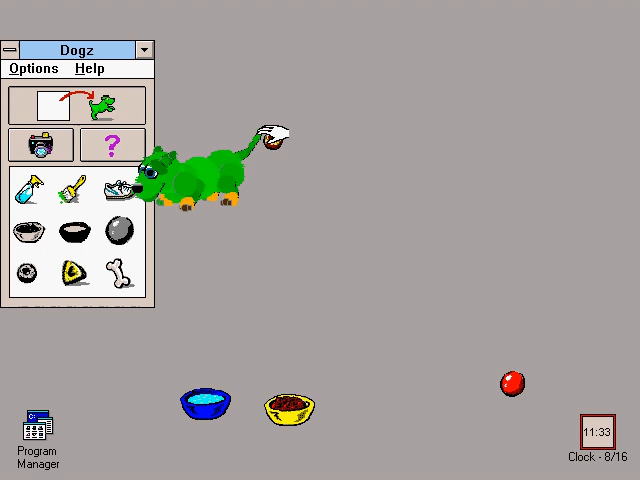 Dogz
Options Help
?
C:\
Program
Manager
11:33
Clock - 8/16